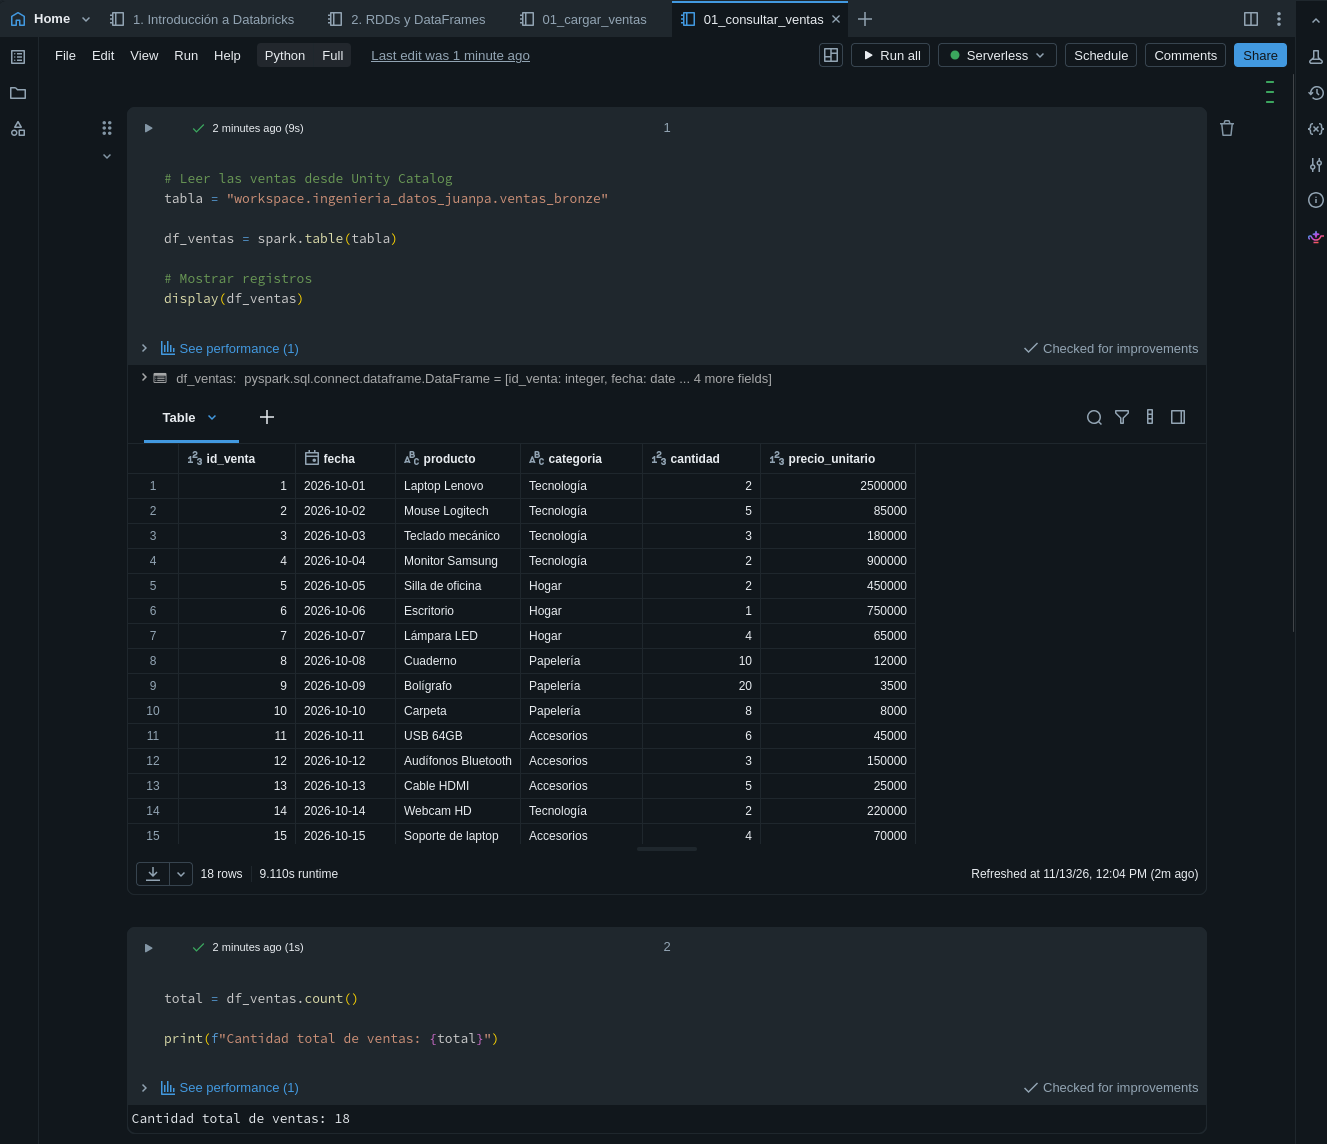 Home 1. Introducción a Databricks 2. RDDs y DataFrames 01_cargar_ventas 01_consultar_ventas
File Edit View Run Help Python Full Last edit was 1 minute ago Run all Serverless Schedule Comments Share
2 minutes ago (9s) 1
# Leer las ventas desde Unity Catalog
tabla = "workspace.ingenieria_datos_juanpa.ventas_bronze"
df_ventas = spark.table(tabla)
# Mostrar registros
display(df_ventas)
See performance (1) Checked for improvements
df_ventas: pyspark.sql.connect.dataframe.DataFrame = [id_venta: integer, fecha: date ... 4 more fields]
Table
id_venta fecha producto categoria cantidad precio_unitario
1 1 2026-10-01 Laptop Lenovo Tecnología 2 2500000
2 2 2026-10-02 Mouse Logitech Tecnología 5 85000
3 3 2026-10-03 Teclado mecánico Tecnología 3 180000
4 4 2026-10-04 Monitor Samsung Tecnología 2 900000
5 5 2026-10-05 Silla de oficina Hogar 2 450000
6 6 2026-10-06 Escritorio Hogar 1 750000
7 7 2026-10-07 Lámpara LED Hogar 4 65000
8 8 2026-10-08 Cuaderno Papelería 10 12000
9 9 2026-10-09 Bolígrafo Papelería 20 3500
10 10 2026-10-10 Carpeta Papelería 8 8000
11 11 2026-10-11 USB 64GB Accesorios 6 45000
12 12 2026-10-12 Audífonos Bluetooth Accesorios 3 150000
13 13 2026-10-13 Cable HDMI Accesorios 5 25000
14 14 2026-10-14 Webcam HD Tecnología 2 220000
15 15 2026-10-15 Soporte de laptop Accesorios 4 70000
18 rows 9.110s runtime Refreshed at 11/13/26, 12:04 PM (2m ago)
2 minutes ago (1s) 2
total = df_ventas.count()
print(f"Cantidad total de ventas: {total}")
See performance (1) Checked for improvements
Cantidad total de ventas: 18